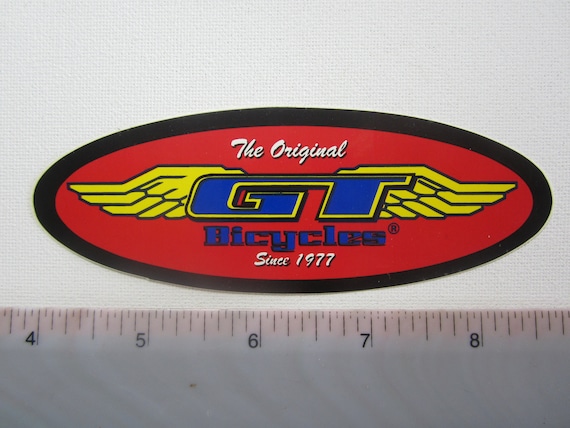 The Original
GT
Bicycles®
Since 1977
4 5 6 7 8